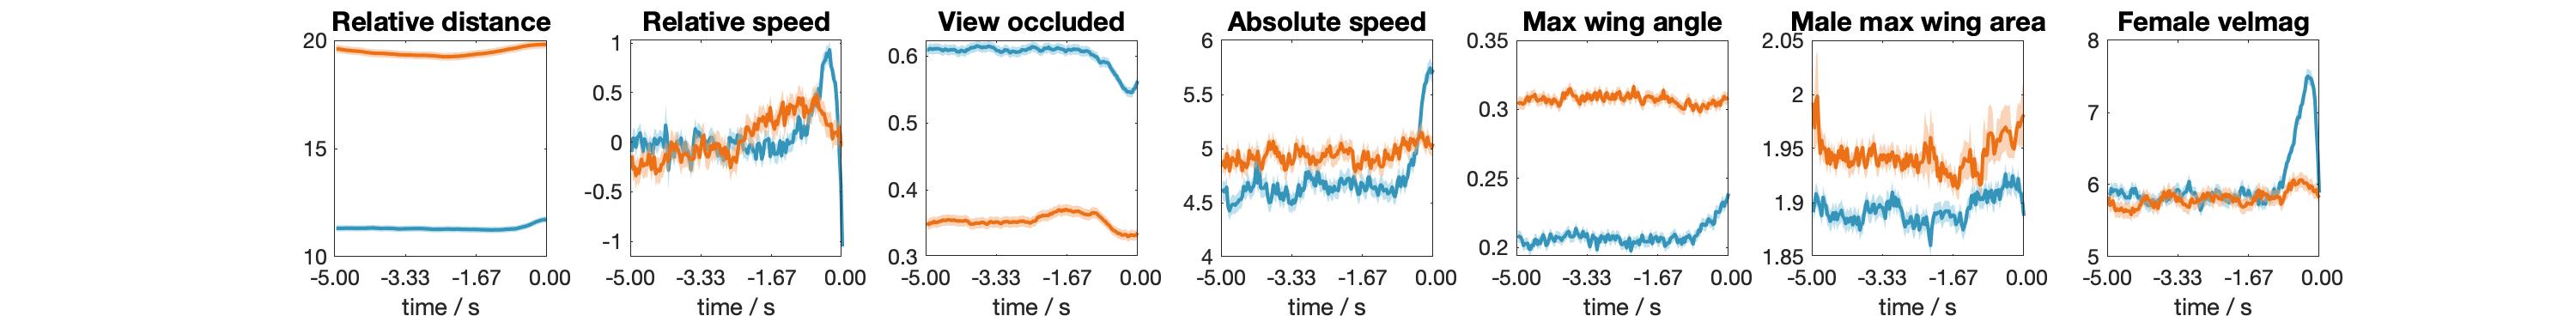 Relative distance Relative speed View occluded Absolute speed Max wing angle Male max wing area Female velmag
20 15 10
1 0.5 0 -0.5 -1
0.6 0.5 0.4 0.3
6 5.5 5 4.5 4
0.35 0.3 0.25 0.2
2.05 2 1.95 1.9 1.85
8 7 6 5
-5.00 -3.33 -1.67 0.00 -5.00 -3.33 -1.67 0.00 -5.00 -3.33 -1.67 0.00 -5.00 -3.33 -1.67 0.00 -5.00 -3.33 -1.67 0.00 -5.00 -3.33 -1.67 0.00 -5.00 -3.33 -1.67 0.00
time / s time / s time / s time / s time / s time / s time / s